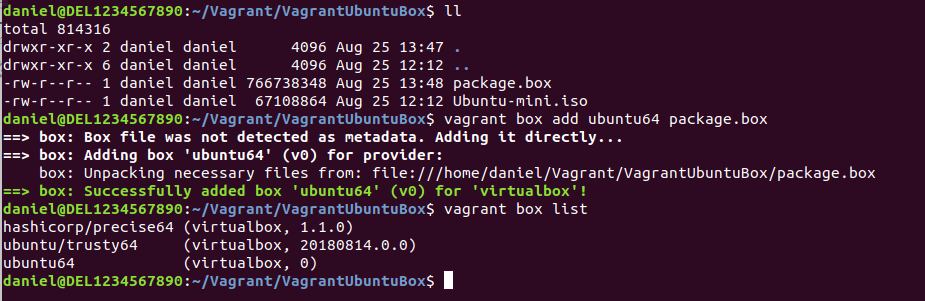 daniel@DEL1234567890:~/Vagrant/VagrantUbuntuBox$ ll
total 814316
drwxr-xr-x 2 daniel daniel      4096 Aug 25 13:47 .
drwxr-xr-x 6 daniel daniel      4096 Aug 25 12:12 ..
-rw-r--r-- 1 daniel daniel 766738348 Aug 25 13:48 package.box
-rw-r--r-- 1 daniel daniel  67108864 Aug 25 12:12 Ubuntu-mini.iso
daniel@DEL1234567890:~/Vagrant/VagrantUbuntuBox$ vagrant box add ubuntu64 package.box
==> box: Box file was not detected as metadata. Adding it directly...
==> box: Adding box 'ubuntu64' (v0) for provider:
    box: Unpacking necessary files from: file:///home/daniel/Vagrant/VagrantUbuntuBox/package.box
==> box: Successfully added box 'ubuntu64' (v0) for 'virtualbox'!
daniel@DEL1234567890:~/Vagrant/VagrantUbuntuBox$ vagrant box list
hashicorp/precise64 (virtualbox, 1.1.0)
ubuntu/trusty64     (virtualbox, 20180814.0.0)
ubuntu64            (virtualbox, 0)
daniel@DEL1234567890:~/Vagrant/VagrantUbuntuBox$